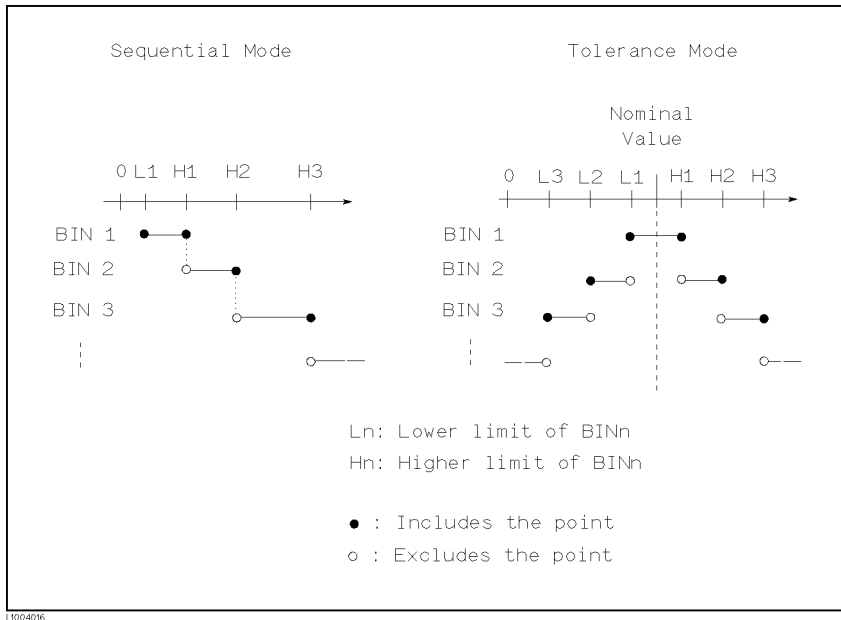 Sequential Mode
Tolerance Mode
Nominal
Value
0 L1 H1 H2 H3
0 L3 L2 L1 H1 H2 H3
BIN 1
BIN 2
BIN 3
BIN 1
BIN 2
BIN 3
Ln: Lower limit of BINn
Hn: Higher limit of BINn
● : Includes the point
○ : Excludes the point
L1004016